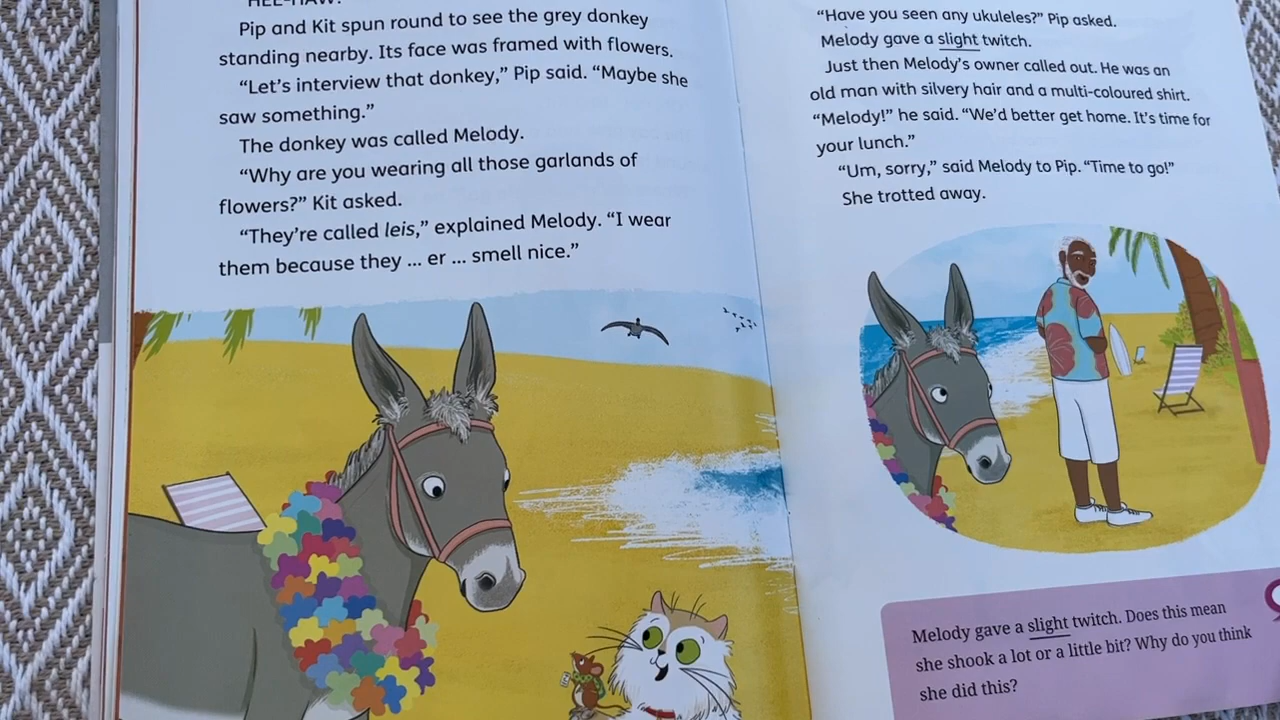 "HEE-HAW!"
Pip and Kit spun round to see the grey donkey
standing nearby. Its face was framed with flowers.
"Let's interview that donkey," Pip said. "Maybe she
saw something."
The donkey was called Melody.
"Why are you wearing all those garlands of
flowers?" Kit asked.
"They're called leis," explained Melody. "I wear
them because they ... er ... smell nice."
"Have you seen any ukuleles?" Pip asked.
Melody gave a slight twitch.
Just then Melody's owner called out. He was an
old man with silvery hair and a multi-coloured shirt.
"Melody!" he said. "We'd better get home. It's time for
your lunch."
"Um, sorry," said Melody to Pip. "Time to go!"
She trotted away.
Melody gave a slight twitch. Does this mean
she shook a lot or a little bit? Why do you think
she did this?